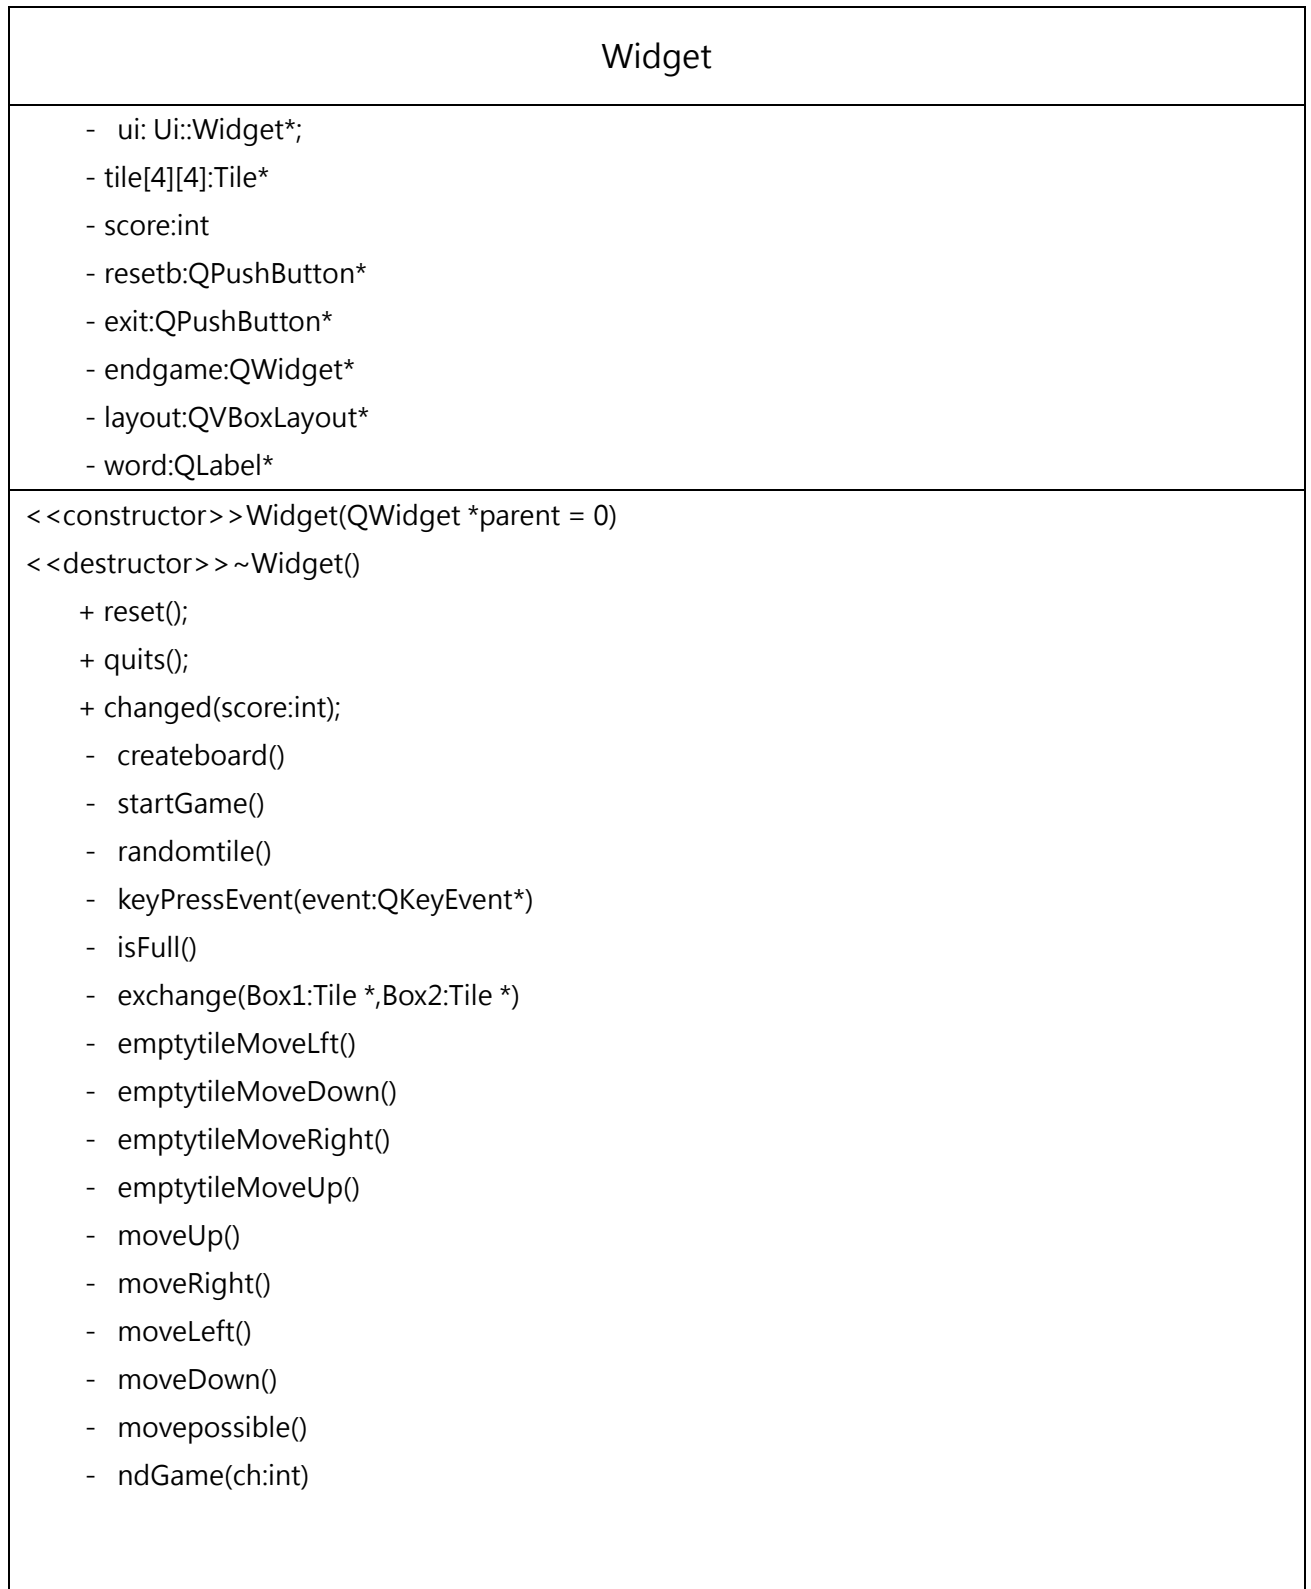 Widget
- ui: Ui::Widget*;
- tile[4][4]:Tile*
- score:int
- resetb:QPushButton*
- exit:QPushButton*
- endgame:QWidget*
- layout:QVBoxLayout*
- word:QLabel*
<<constructor>>Widget(QWidget *parent = 0)
<<destructor>>~Widget()
+ reset();
+ quits();
+ changed(score:int);
- createboard()
- startGame()
- randomtile()
- keyPressEvent(event:QKeyEvent*)
- isFull()
- exchange(Box1:Tile *,Box2:Tile *)
- emptytileMoveLft()
- emptytileMoveDown()
- emptytileMoveRight()
- emptytileMoveUp()
- moveUp()
- moveRight()
- moveLeft()
- moveDown()
- movepossible()
- ndGame(ch:int)